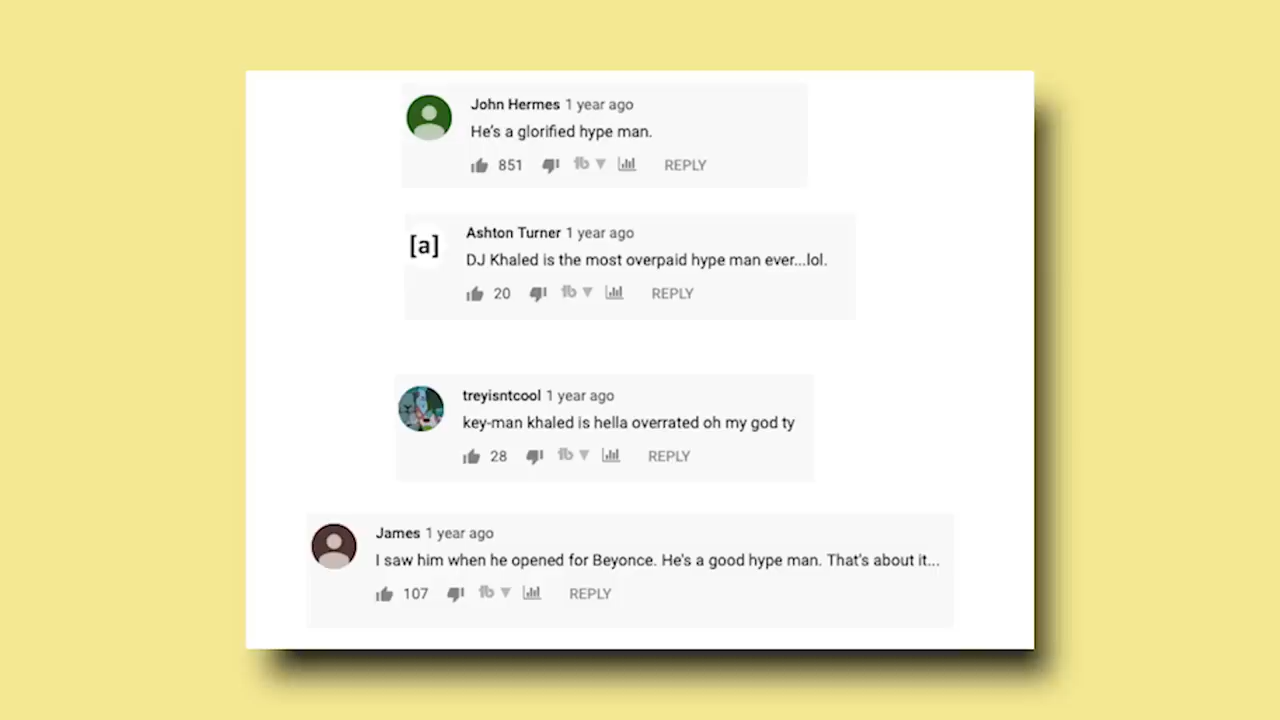 John Hermes 1 year ago
He's a glorified hype man.
851 REPLY
[a]
Ashton Turner 1 year ago
DJ Khaled is the most overpaid hype man ever...lol.
20 REPLY
treyisntcool 1 year ago
key-man khaled is hella overrated oh my god ty
28 REPLY
James 1 year ago
I saw him when he opened for Beyonce. He's a good hype man. That's about it...
107 REPLY